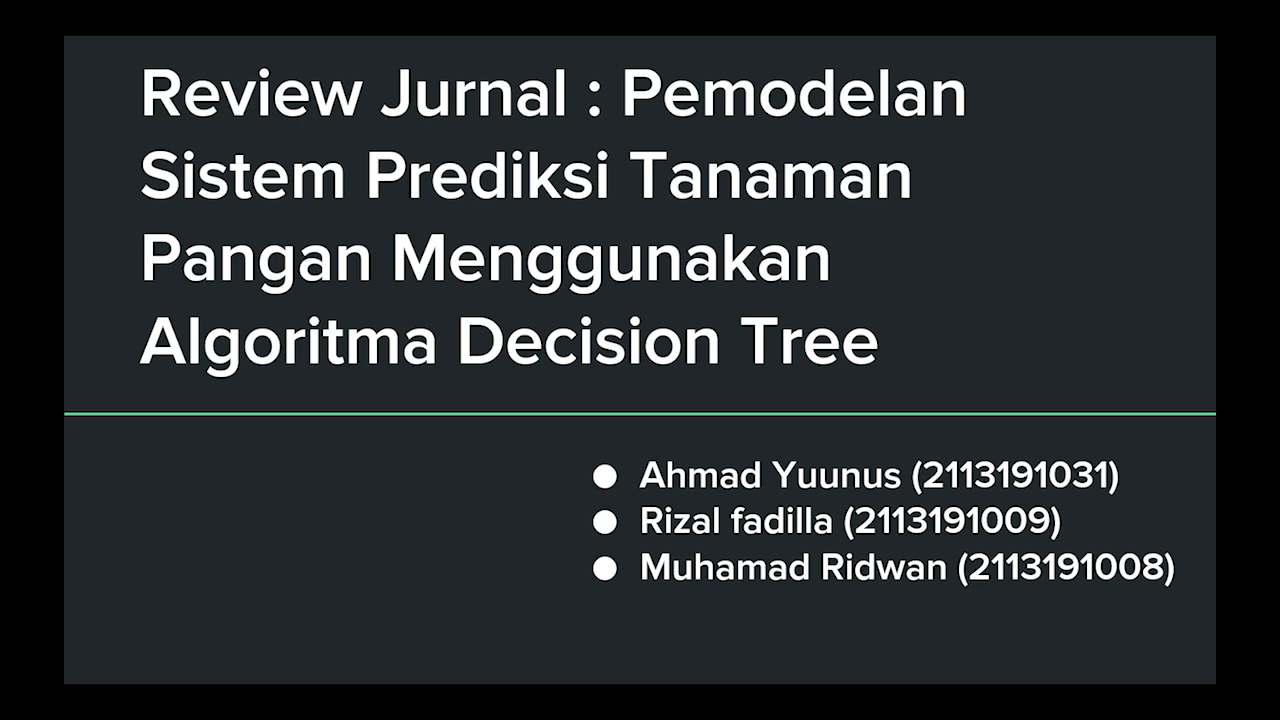 Review Jurnal : Pemodelan
Sistem Prediksi Tanaman
Pangan Menggunakan
Algoritma Decision Tree
● Ahmad Yuunus (2113191031)
● Rizal fadilla (2113191009)
● Muhamad Ridwan (2113191008)